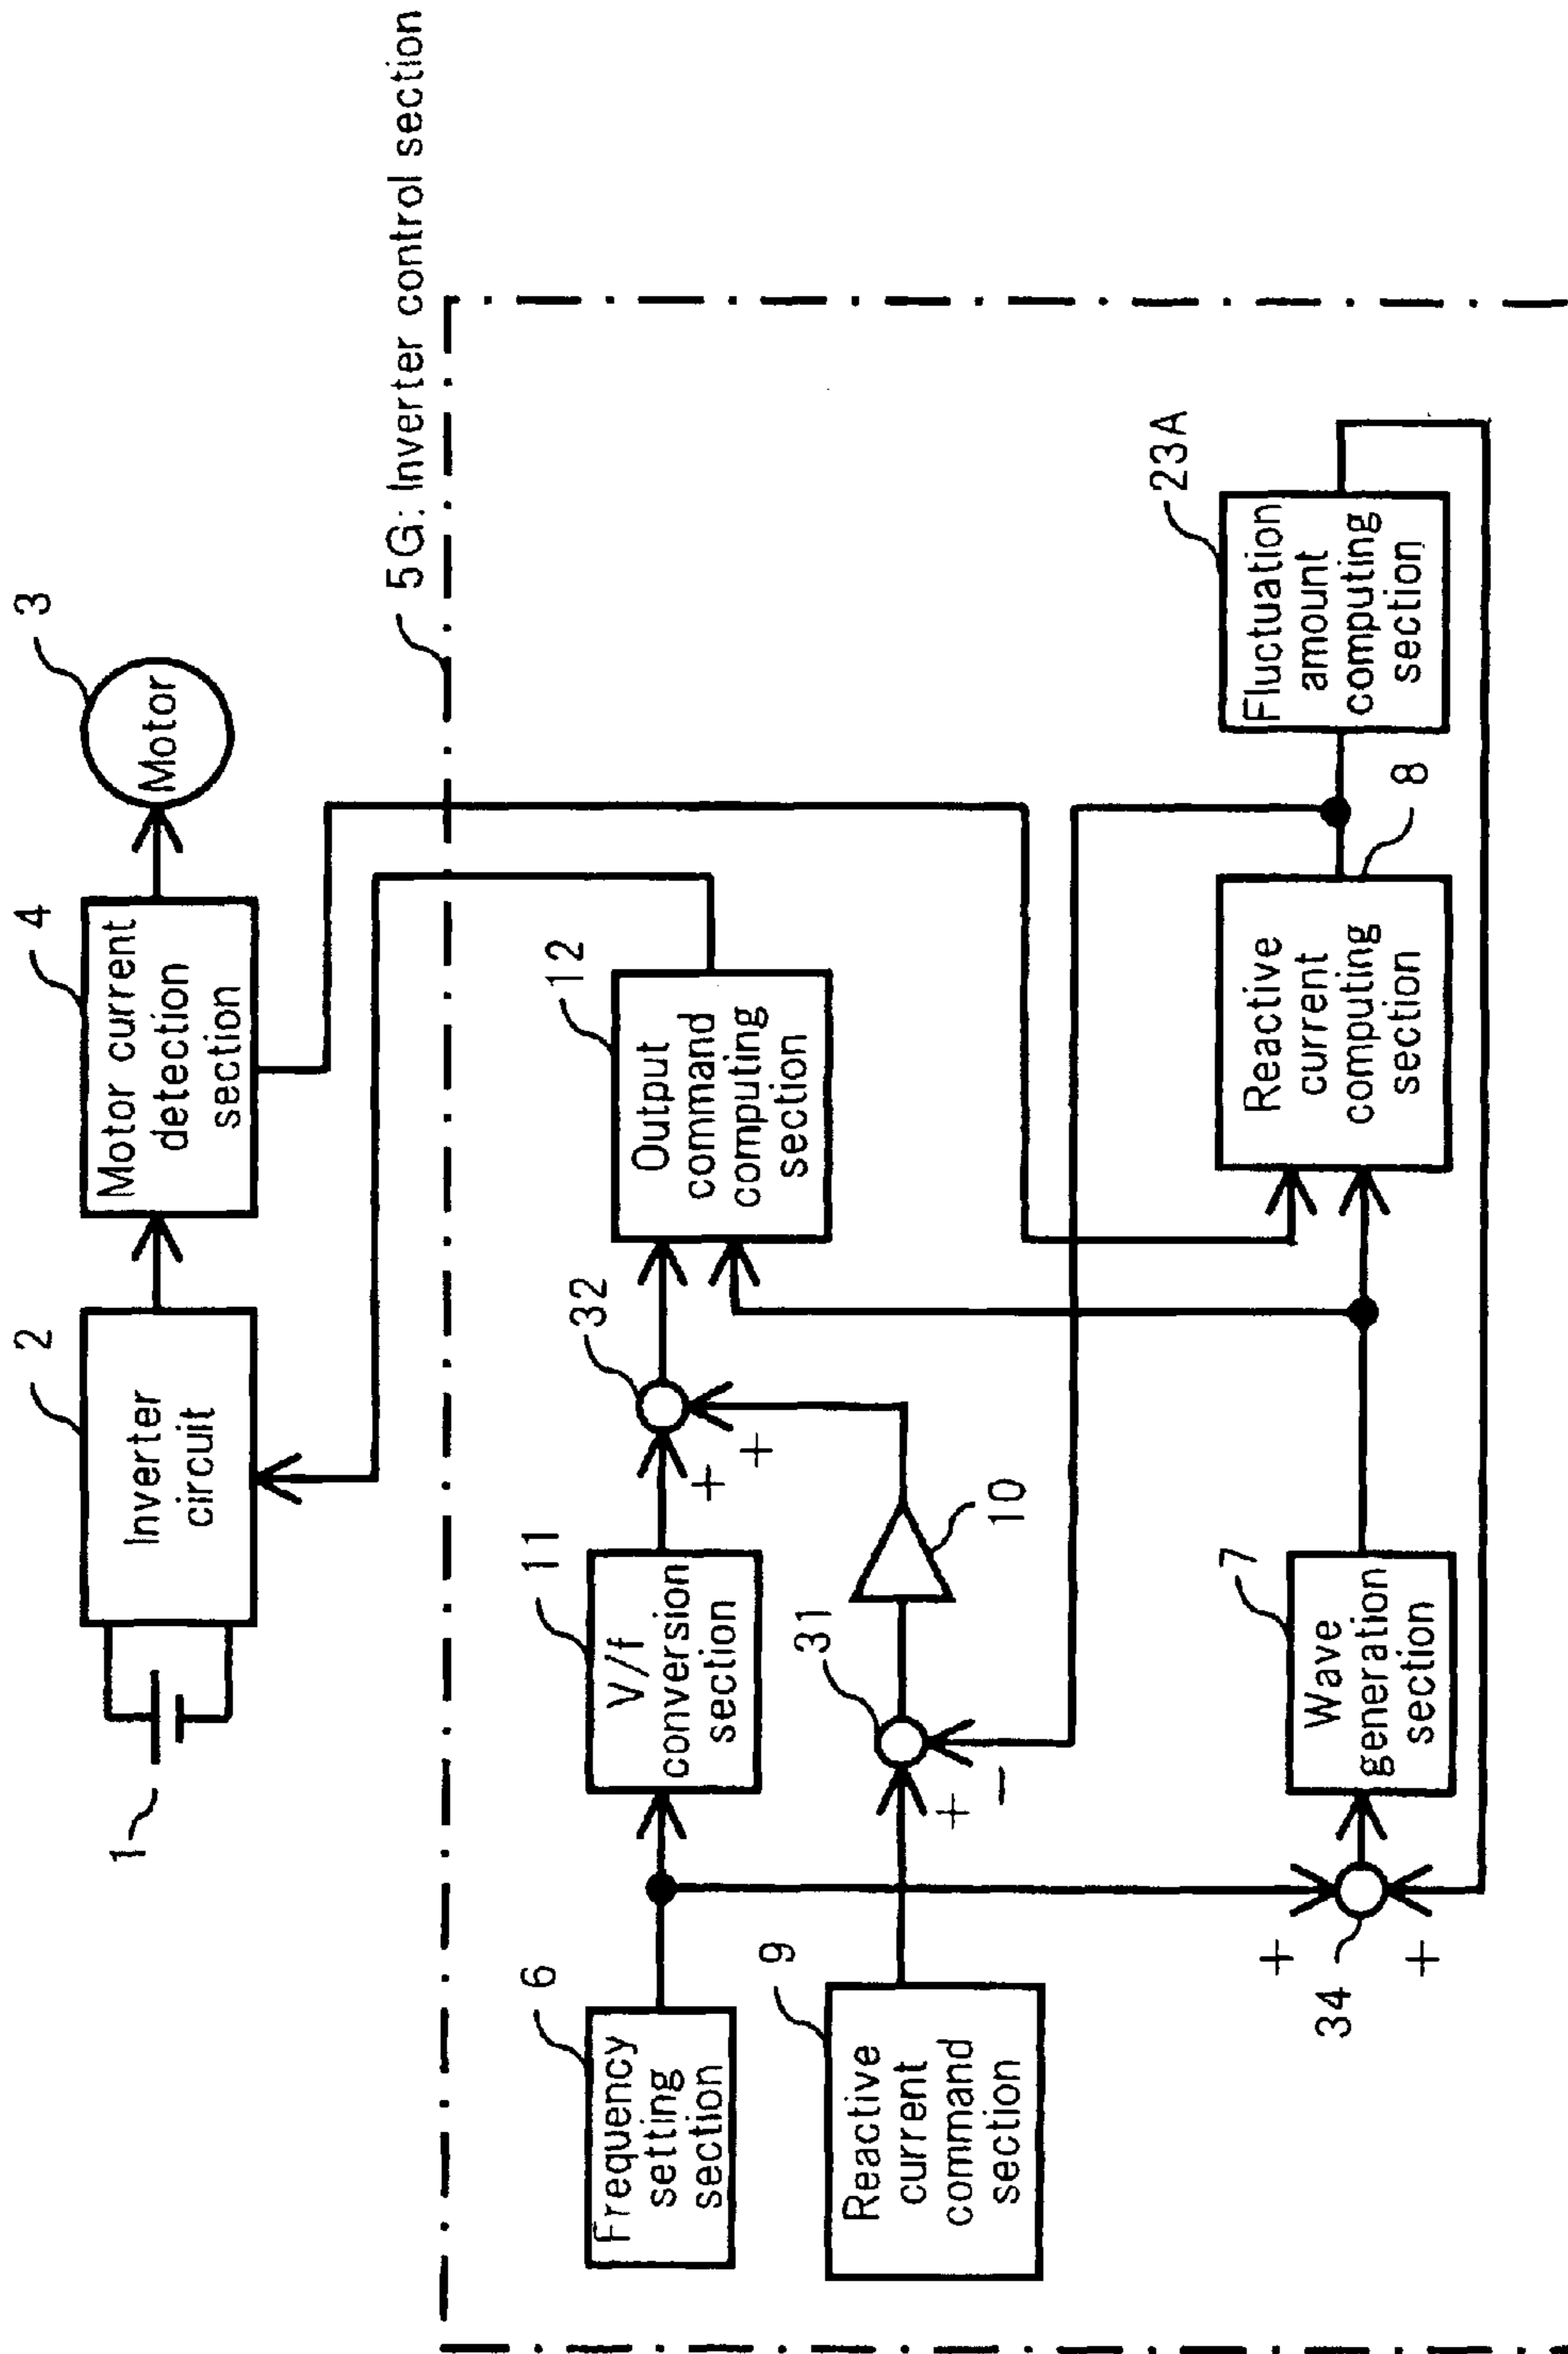 1
2
Inverter
circuit
4
Motor current
detection
section
3
Motor
5G: Inverter control section
6
Frequency
setting
section
11
V/f
conversion
section
+
+
32
12
Output
command
computing
section
9
Reactive
current
command
section
31
+
−
10
34
+
+
7
Wave
generation
section
8
Reactive
current
computing
section
23A
Fluctuation
amount
computing
section